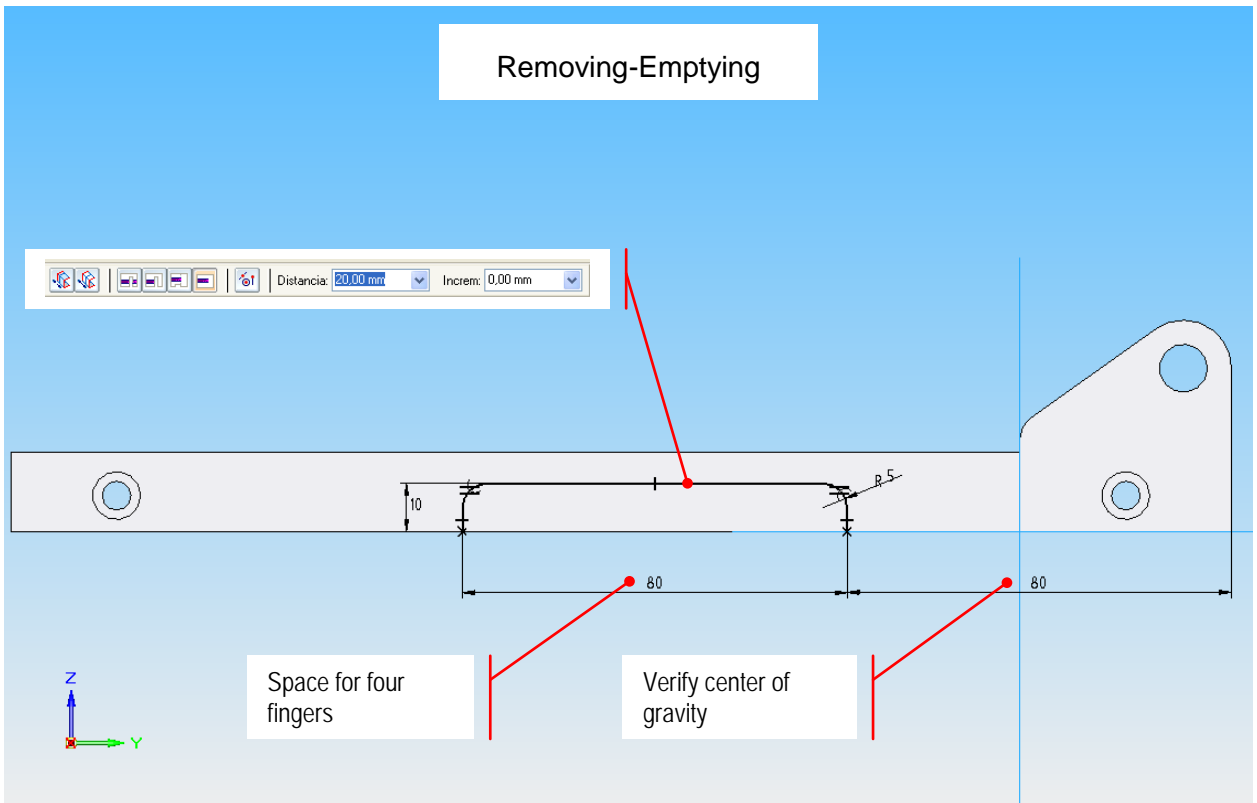 Removing-Emptying
Distancia: 20,00 mm Increm: 0,00 mm
10
R 5
80
80
Space for four
fingers
Verify center of
gravity
Z
Y